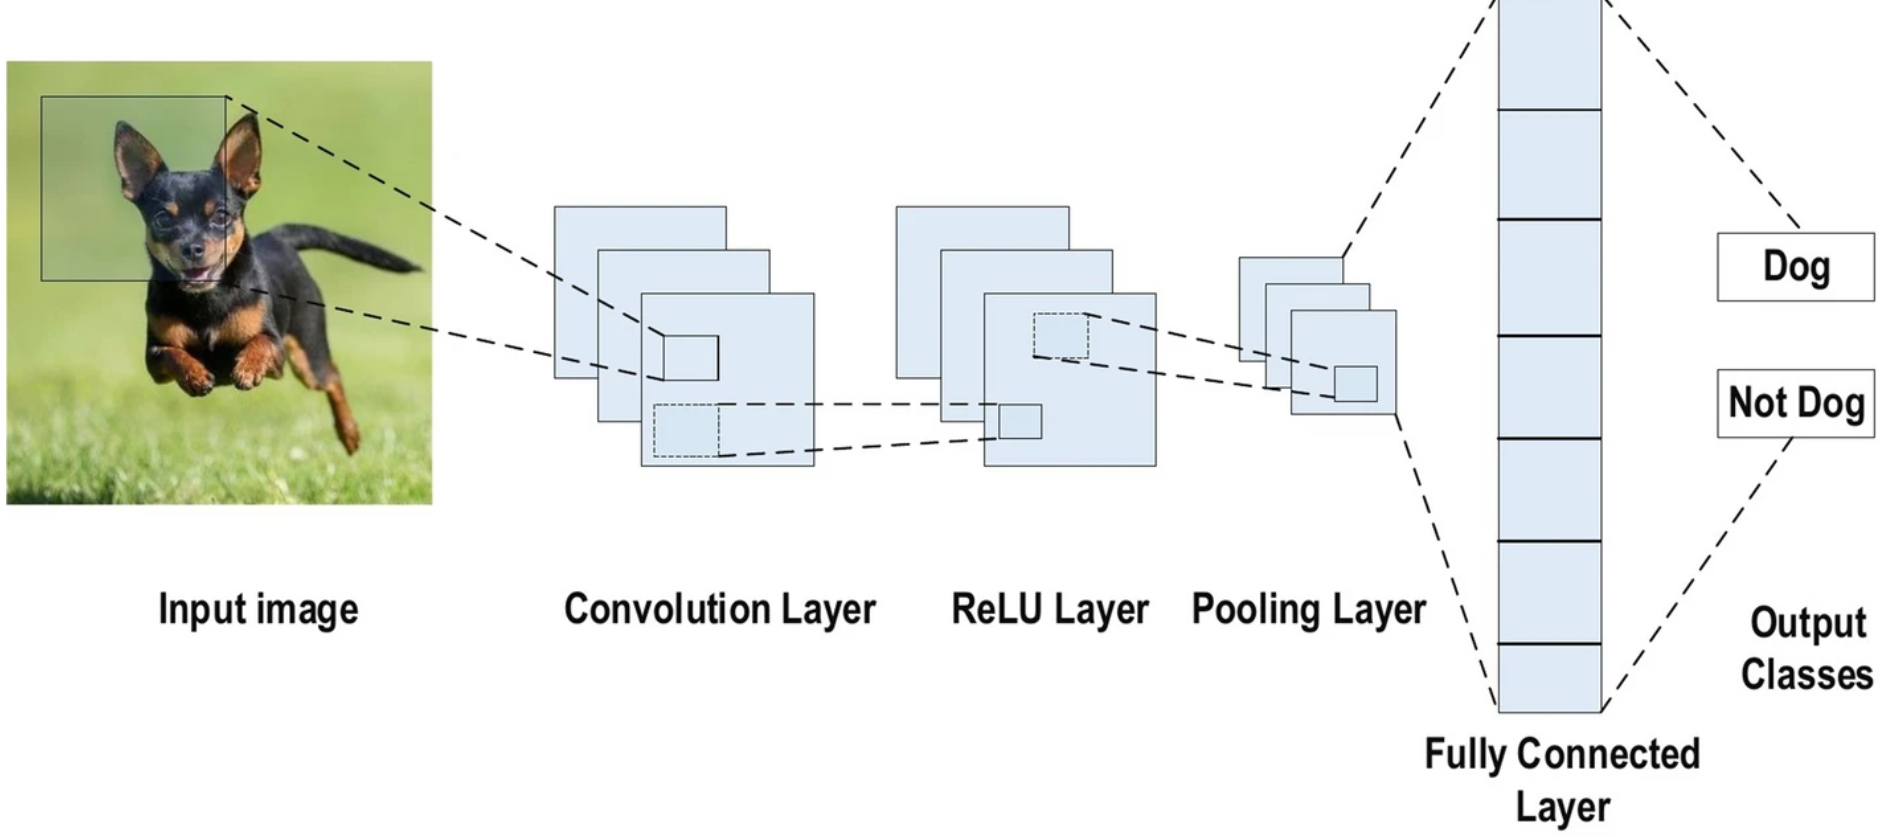 Dog
Not Dog
Input image
Convolution Layer
ReLU Layer
Pooling Layer
Output
Classes
Fully Connected
Layer